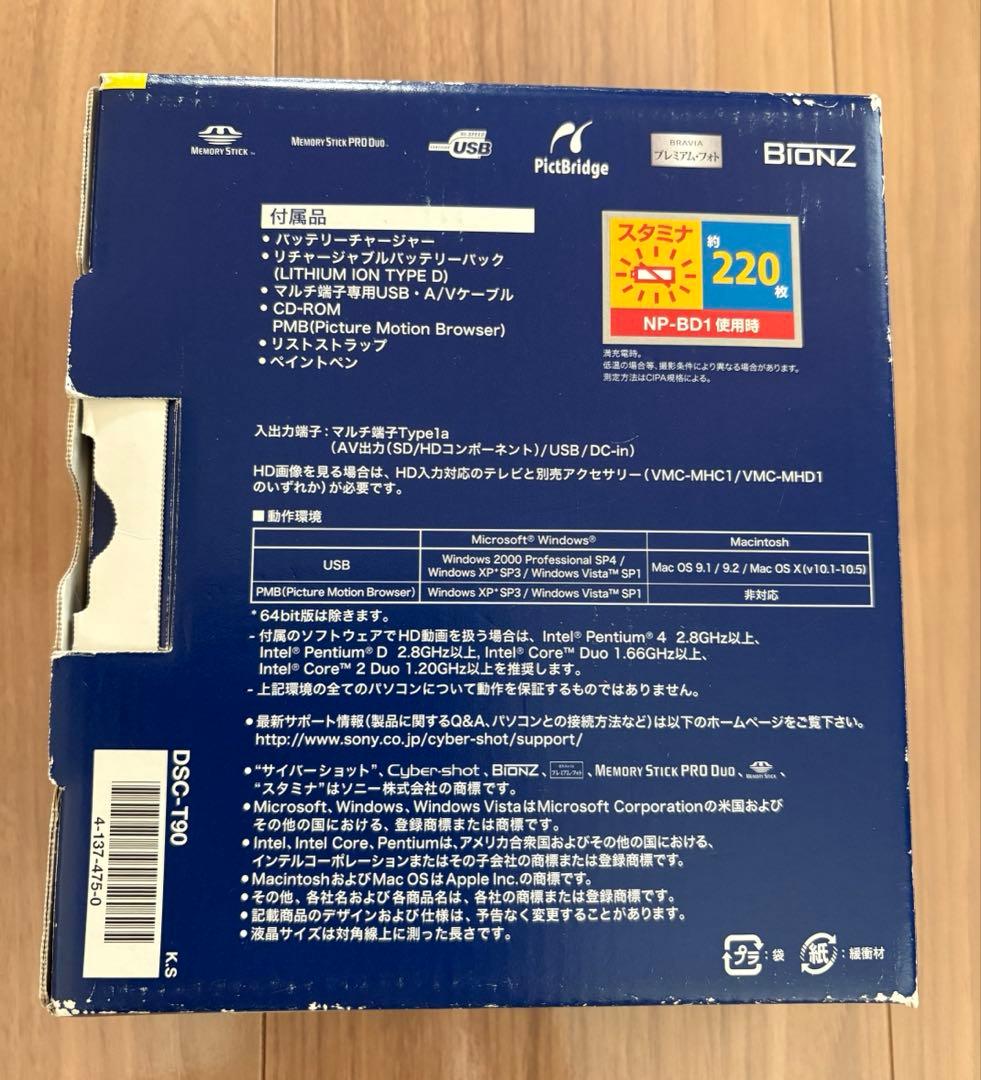 MEMORY STICK™
MEMORY STICK PRO DUO™
HI-SPEED
CERTIFIED USB
PictBridge
BRAVIA
プレミアム・フォト
BIONZ
付属品
● バッテリーチャージャー
● リチャージャブルバッテリーパック
(LITHIUM ION TYPE D)
● マルチ端子専用USB・A/Vケーブル
● CD-ROM
PMB(Picture Motion Browser)
● リストストラップ
● ペイントペン
スタミナ 約220枚
NP-BD1 使用時
満充電時。
低温の場合等、撮影条件により異なる場合があります。
測定方法はCIPA規格による。
入出力端子：マルチ端子Type1a
（AV出力（SD/HDコンポーネント）/USB/DC-in）
HD画像を見る場合は、HD入力対応のテレビと別売アクセサリー（VMC-MHC1/VMC-MHD1
のいずれか）が必要です。
■ 動作環境
Microsoft® Windows® Macintosh
USB Windows 2000 Professional SP4 /
Windows XP*SP3 / Windows Vista™ SP1 Mac OS 9.1 / 9.2 / Mac OS X(v10.1-10.5)
PMB(Picture Motion Browser) Windows XP*SP3 / Windows Vista™ SP1 非対応
*64bit版は除きます。
- 付属のソフトウェアでHD動画を扱う場合は、Intel® Pentium® 4 2.8GHz以上、
Intel® Pentium® D 2.8GHz以上, Intel® Core™ Duo 1.66GHz以上、
Intel® Core™ 2 Duo 1.20GHz以上を推奨します。
- 上記環境の全てのパソコンについて動作を保証するものではありません。
● 最新サポート情報（製品に関するQ&A、パソコンとの接続方法など）は以下のホームページをご覧下さい。
http://www.sony.co.jp/cyber-shot/support/
● “サイバーショット”、Cyber-shot、BIONZ、BRAVIA プレミアム・フォト、MEMORY STICK PRO DUO、MEMORY STICK、
“スタミナ”はソニー株式会社の商標です。
● Microsoft、Windows、Windows VistaはMicrosoft Corporationの米国および
その他の国における、登録商標または商標です。
● Intel、Intel Core、Pentiumは、アメリカ合衆国およびその他の国における、
インテルコーポレーションまたはその子会社の商標または登録商標です。
● MacintoshおよびMac OSはApple Inc.の商標です。
● その他、各社名および各商品名は、各社の商標または登録商標です。
● 記載商品のデザインおよび仕様は、予告なく変更することがあります。
● 液晶サイズは対角線上に測った長さです。
プラ：袋
紙：緩衝材
DSC-T90
4-137-475-0
K.S